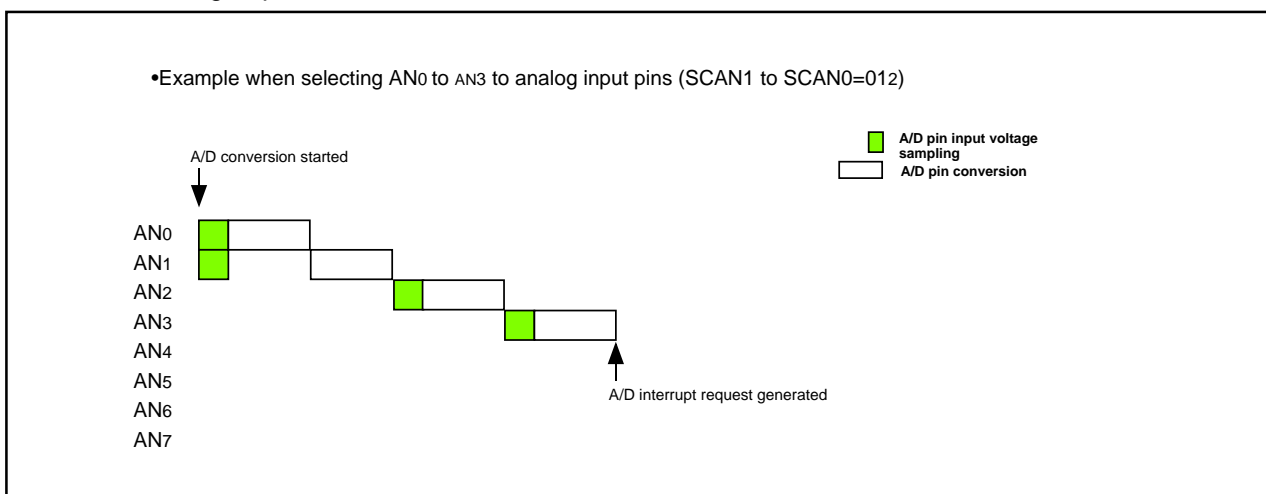 •Example when selecting AN0 to AN3 to analog input pins (SCAN1 to SCAN0=012)
A/D pin input voltage
sampling
A/D pin conversion
A/D conversion started
AN0
AN1
AN2
AN3
AN4
AN5
AN6
AN7
A/D interrupt request generated